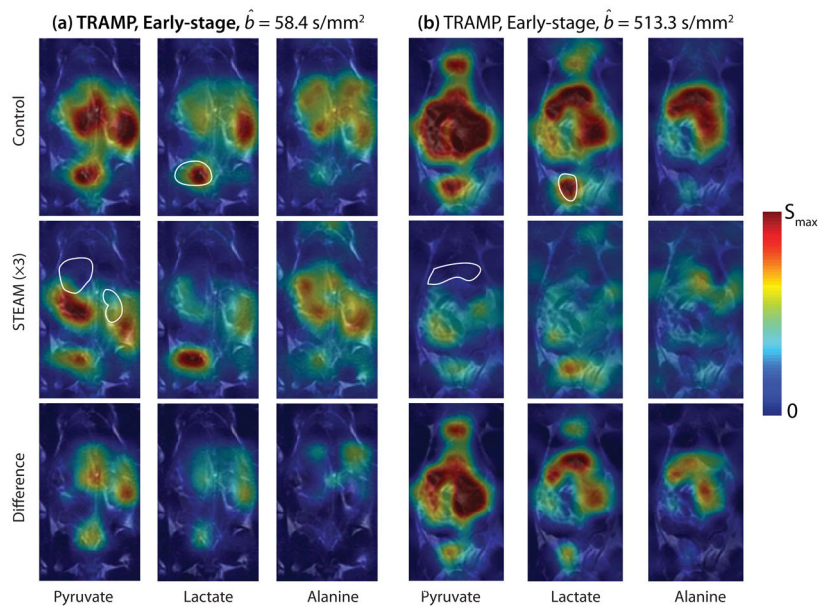 (a) TRAMP, Early-stage, b̂ = 58.4 s/mm²
(b) TRAMP, Early-stage, b̂ = 513.3 s/mm²
Control
STEAM (×3)
Difference
Smax
0
Pyruvate Lactate Alanine Pyruvate Lactate Alanine